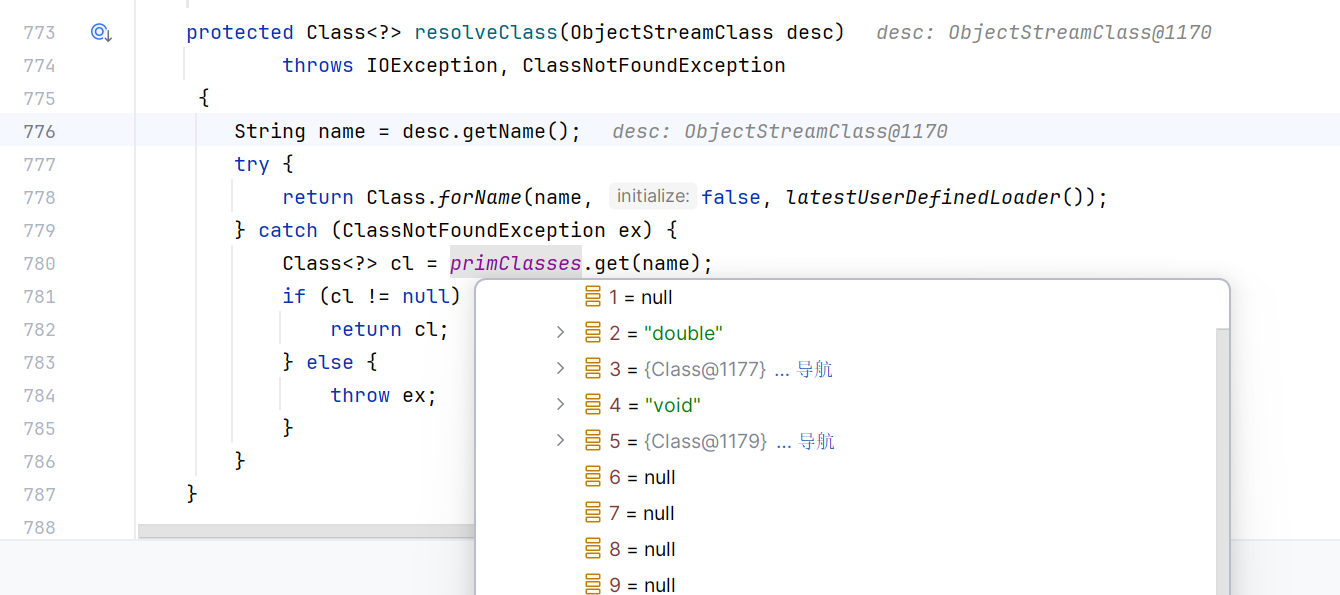 773 protected Class<?> resolveClass(ObjectStreamClass desc) desc: ObjectStreamClass@1170
774 throws IOException, ClassNotFoundException
775 {
776 String name = desc.getName(); desc: ObjectStreamClass@1170
777 try {
778 return Class.forName(name, initialize: false, latestUserDefinedLoader());
779 } catch (ClassNotFoundException ex) {
780 Class<?> cl = primClasses.get(name);
781 if (cl != null)
1 = null
782 return cl;
2 = "double"
783 } else {
3 = {Class@1177} ... 导航
784 throw ex;
4 = "void"
785 }
5 = {Class@1179} ... 导航
786 }
6 = null
787 }
7 = null
788
8 = null
9 = null